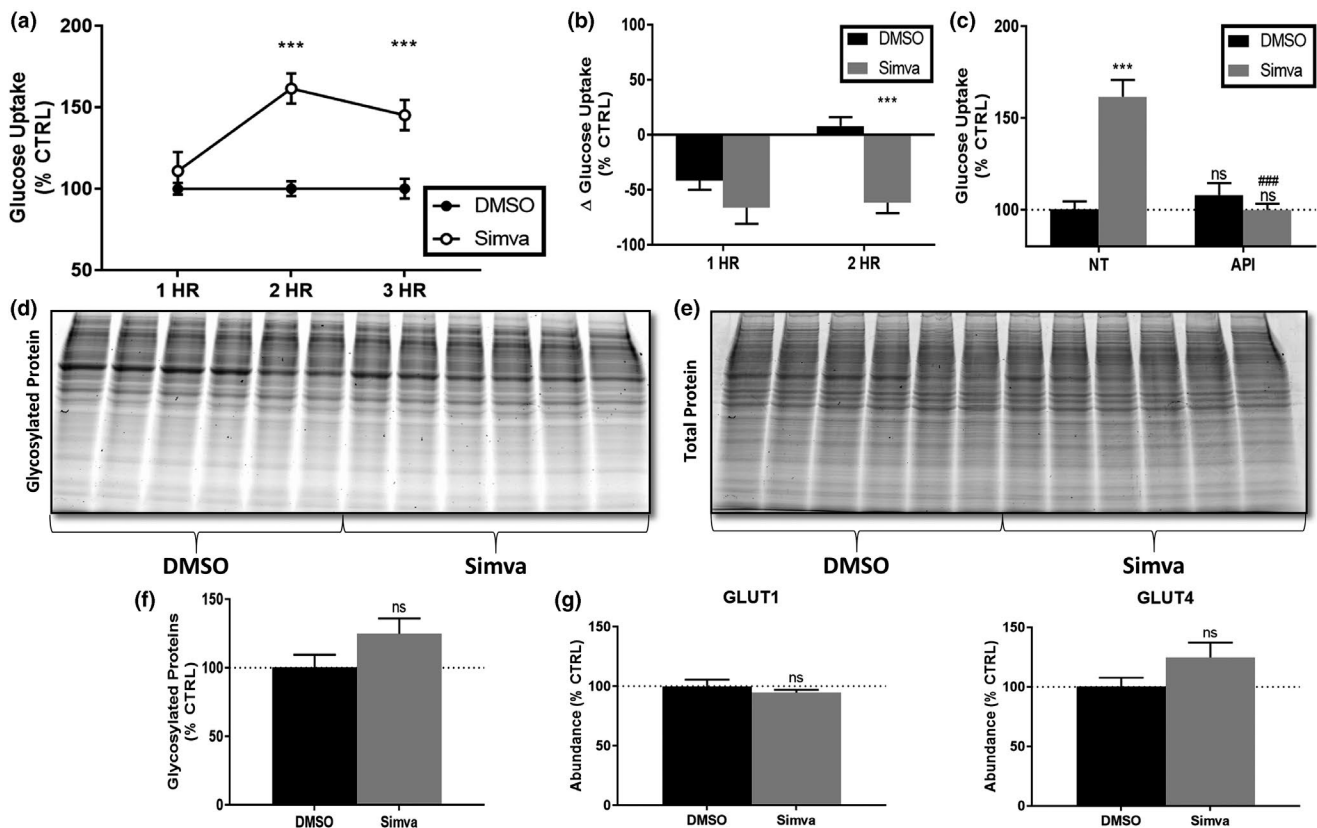 (a)
200
150
100
50
Glucose Uptake
(% CTRL)
***
***
DMSO
Simva
1 HR 2 HR 3 HR
(b)
100
50
0
-50
-100
Δ Glucose Uptake
(% CTRL)
DMSO
Simva
***
1 HR 2 HR
(c)
200
150
100
Glucose Uptake
(% CTRL)
DMSO
Simva
***
ns
###
ns
NT API
(d)
Glycosylated Protein
DMSO Simva
(e)
Total Protein
DMSO Simva
(f)
150
100
50
0
Glycosylated Proteins
(% CTRL)
ns
DMSO Simva
(g)
GLUT1
150
100
50
0
Abundance (% CTRL)
ns
DMSO Simva
GLUT4
150
100
50
0
Abundance (% CTRL)
ns
DMSO Simva